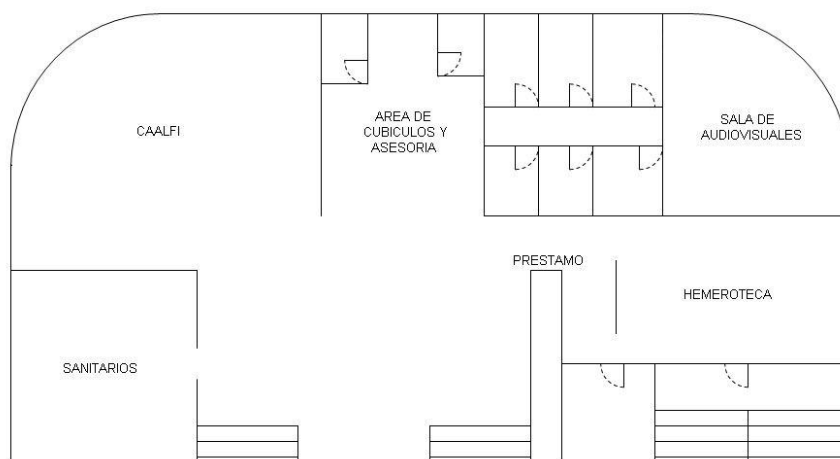 CAALFI
AREA DE
CUBICULOS Y
ASESORIA
SALA DE
AUDIOVISUALES
PRESTAMO
HEMEROTECA
SANITARIOS